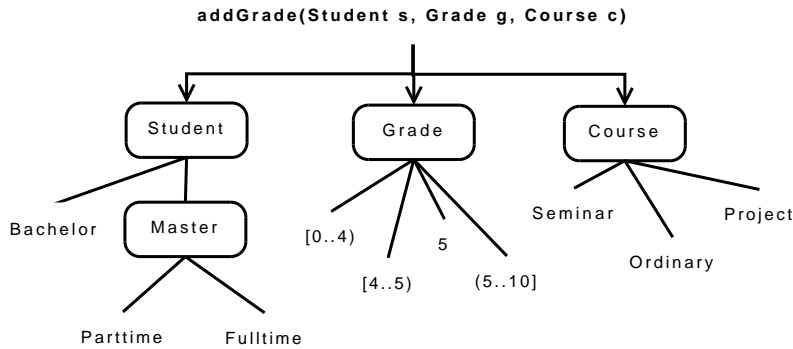 addGrade(Student s, Grade g, Course c)
Student
Grade
Course
Bachelor
Master
[0..4)
5
[4..5)
(5..10]
Seminar
Ordinary
Project
Parttime
Fulltime